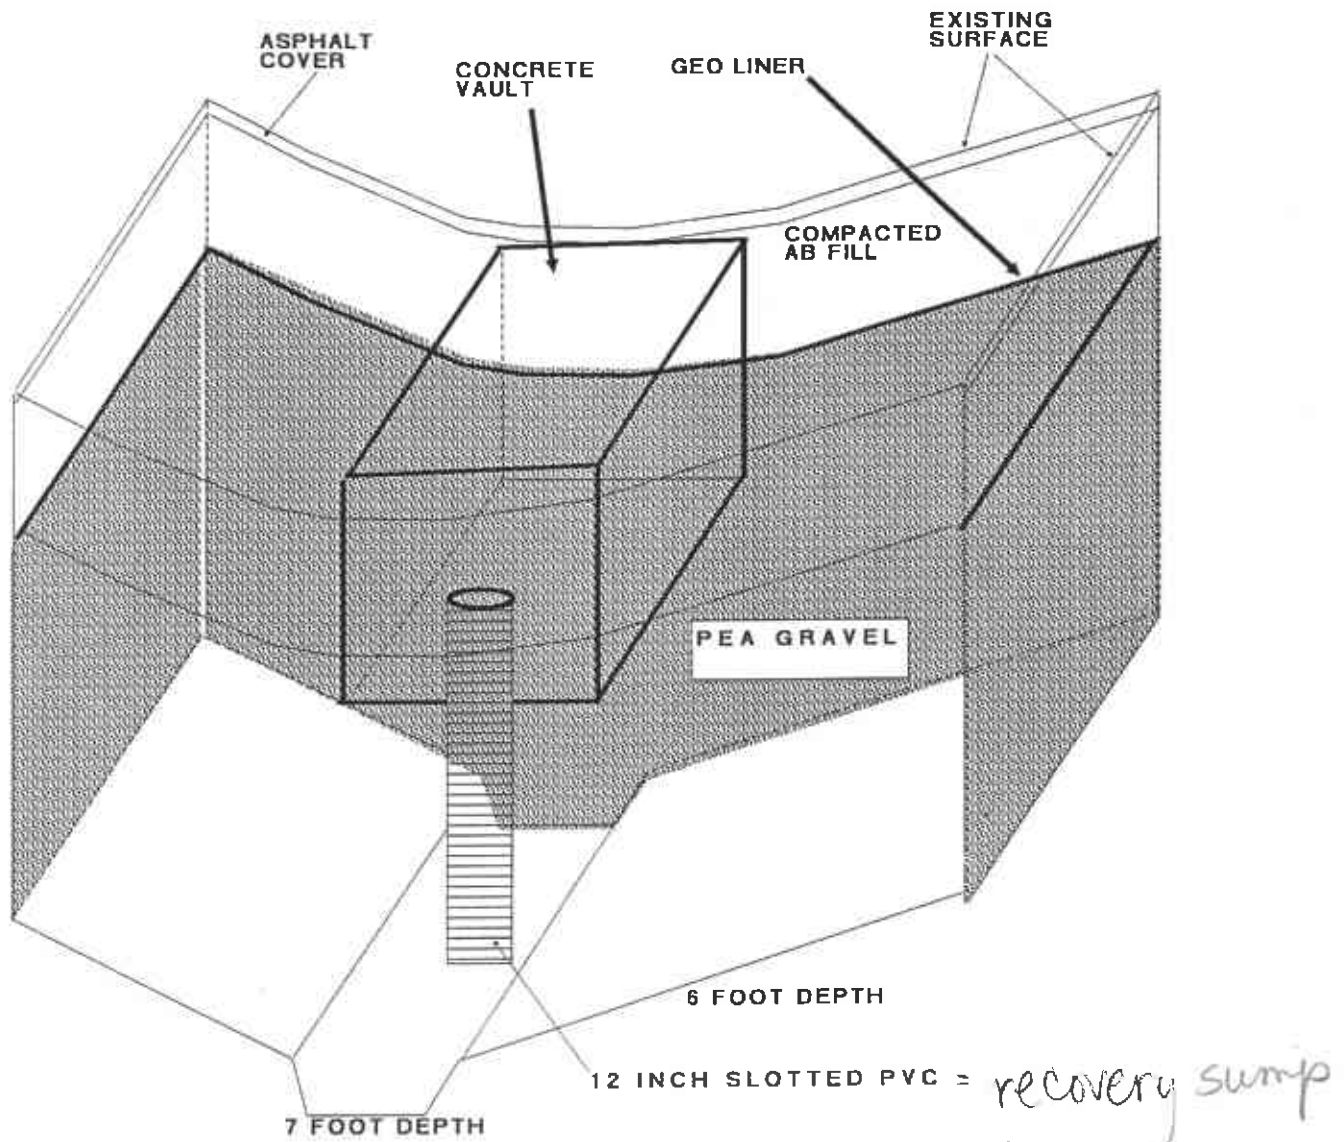 EXISTING
SURFACE
ASPHALT
COVER
CONCRETE
VAULT
GEO LINER
COMPACTED
AB FILL
PEA GRAVEL
6 FOOT DEPTH
12 INCH SLOTTED PVC = recovery sump
7 FOOT DEPTH